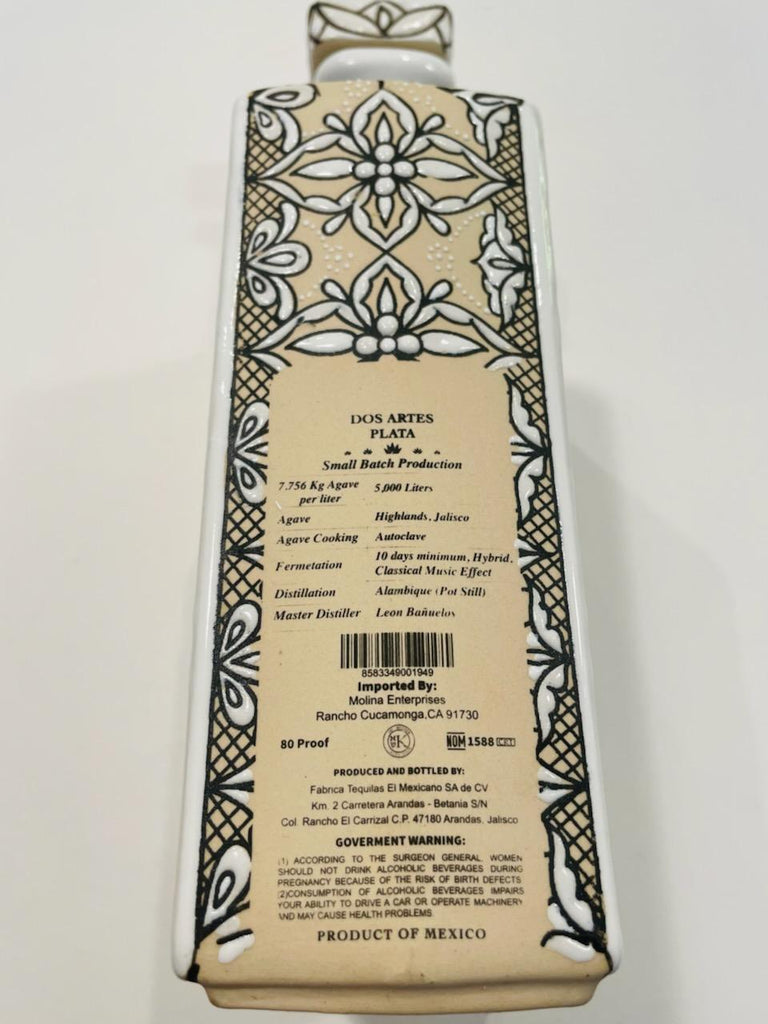 DOS ARTES
PLATA
Small Batch Production
7.756 Kg Agave per liter 5,000 Liters
Agave Highlands, Jalisco
Agave Cooking Autoclave
Fermetation 10 days minimum, Hybrid, Classical Music Effect
Distillation Alambique (Pot Still)
Master Distiller Leon Bañuelos
8583349001949
Imported By:
Molina Enterprises
Rancho Cucamonga,CA 91730
80 Proof K NOM 1588 CRT
PRODUCED AND BOTTLED BY:
Fabrica Tequilas El Mexicano SA de CV
Km. 2 Carretera Arandas - Betania S/N
Col. Rancho El Carrizal C.P. 47180 Arandas, Jalisco
GOVERMENT WARNING:
(1) ACCORDING TO THE SURGEON GENERAL, WOMEN
SHOULD NOT DRINK ALCOHOLIC BEVERAGES DURING
PREGNANCY BECAUSE OF THE RISK OF BIRTH DEFECTS
(2)CONSUMPTION OF ALCOHOLIC BEVERAGES IMPAIRS
YOUR ABILITY TO DRIVE A CAR OR OPERATE MACHINERY
AND MAY CAUSE HEALTH PROBLEMS.
PRODUCT OF MEXICO